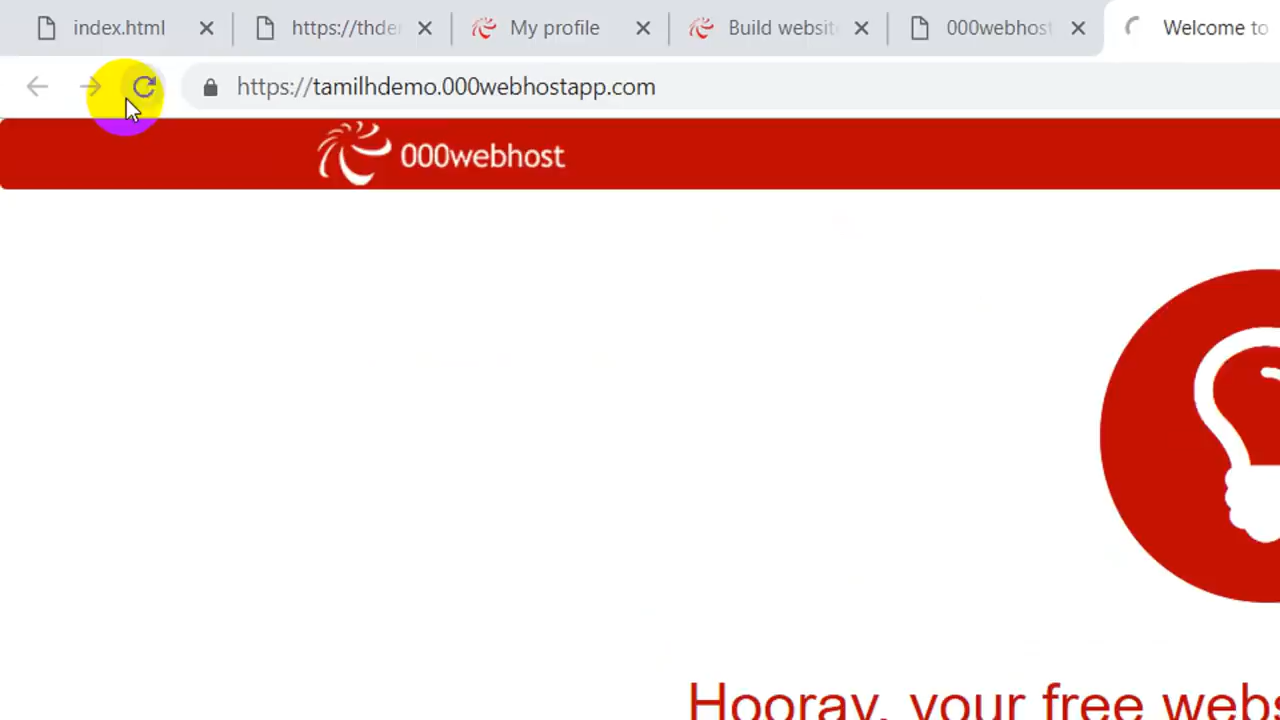 index.html https://thde My profile Build websit 000webhost Welcome to
https://tamilhdemo.000webhostapp.com
000webhost
Hooray, your free webs